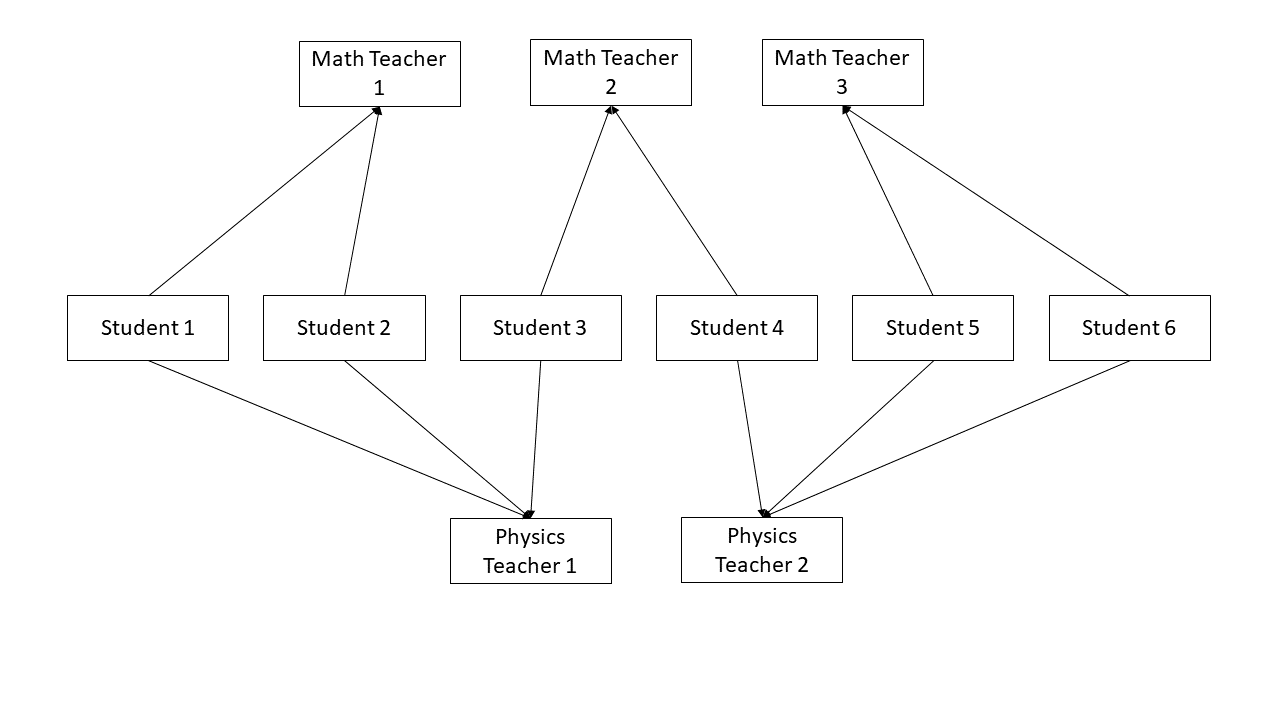 Math Teacher
1
Math Teacher
2
Math Teacher
3
Student 1
Student 2
Student 3
Student 4
Student 5
Student 6
Physics
Teacher 1
Physics
Teacher 2